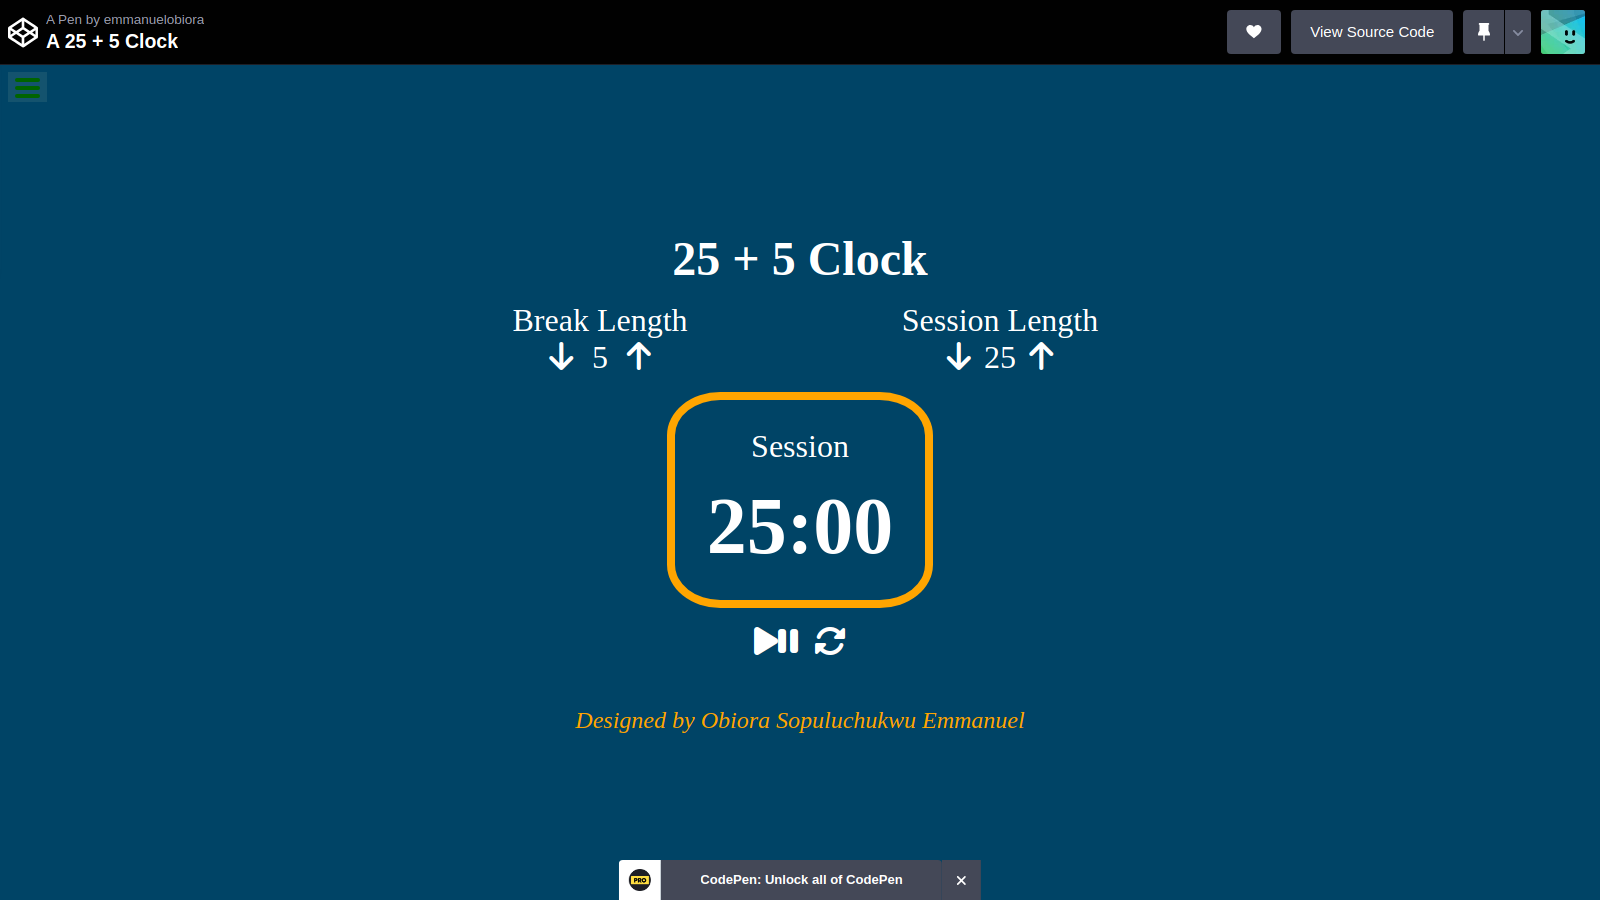 A Pen by emmanuelobiora
A 25 + 5 Clock
View Source Code
25 + 5 Clock
Break Length
5
Session Length
25
Session
25:00
Designed by Obiora Sopuluchukwu Emmanuel
PRO
CodePen: Unlock all of CodePen